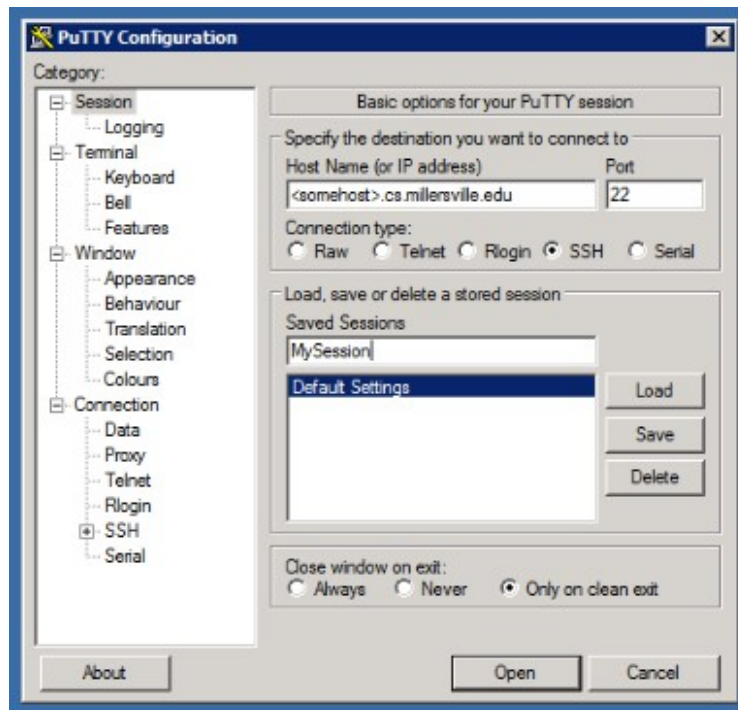 PuTTY Configuration
Category:
Session
Logging
Terminal
Keyboard
Bell
Features
Window
Appearance
Behaviour
Translation
Selection
Colours
Connection
Data
Proxy
Telnet
Rlogin
SSH
Serial
Basic options for your PuTTY session
Specify the destination you want to connect to
Host Name (or IP address) Port
<somehost>.cs.millersville.edu 22
Connection type:
Raw Telnet Rlogin SSH Serial
Load, save or delete a stored session
Saved Sessions
MySession
Default Settings
Load
Save
Delete
Close window on exit:
Always Never Only on clean exit
About Open Cancel